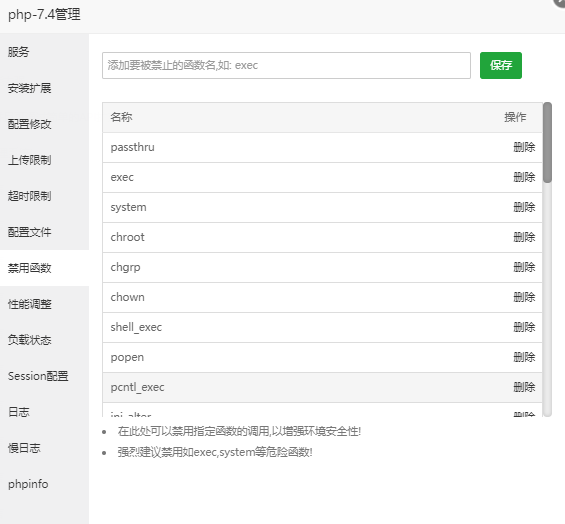 php-7.4管理
服务
安装扩展
配置修改
上传限制
超时限制
配置文件
禁用函数
性能调整
负载状态
Session配置
日志
慢日志
phpinfo
添加要被禁止的函数名,如: exec
保存
名称 操作
passthru 删除
exec 删除
system 删除
chroot 删除
chgrp 删除
chown 删除
shell_exec 删除
popen 删除
pcntl_exec 删除
ini_alter 删除
在此处可以禁用指定函数的调用,以增强环境安全性!
强烈建议禁用如exec,system等危险函数!